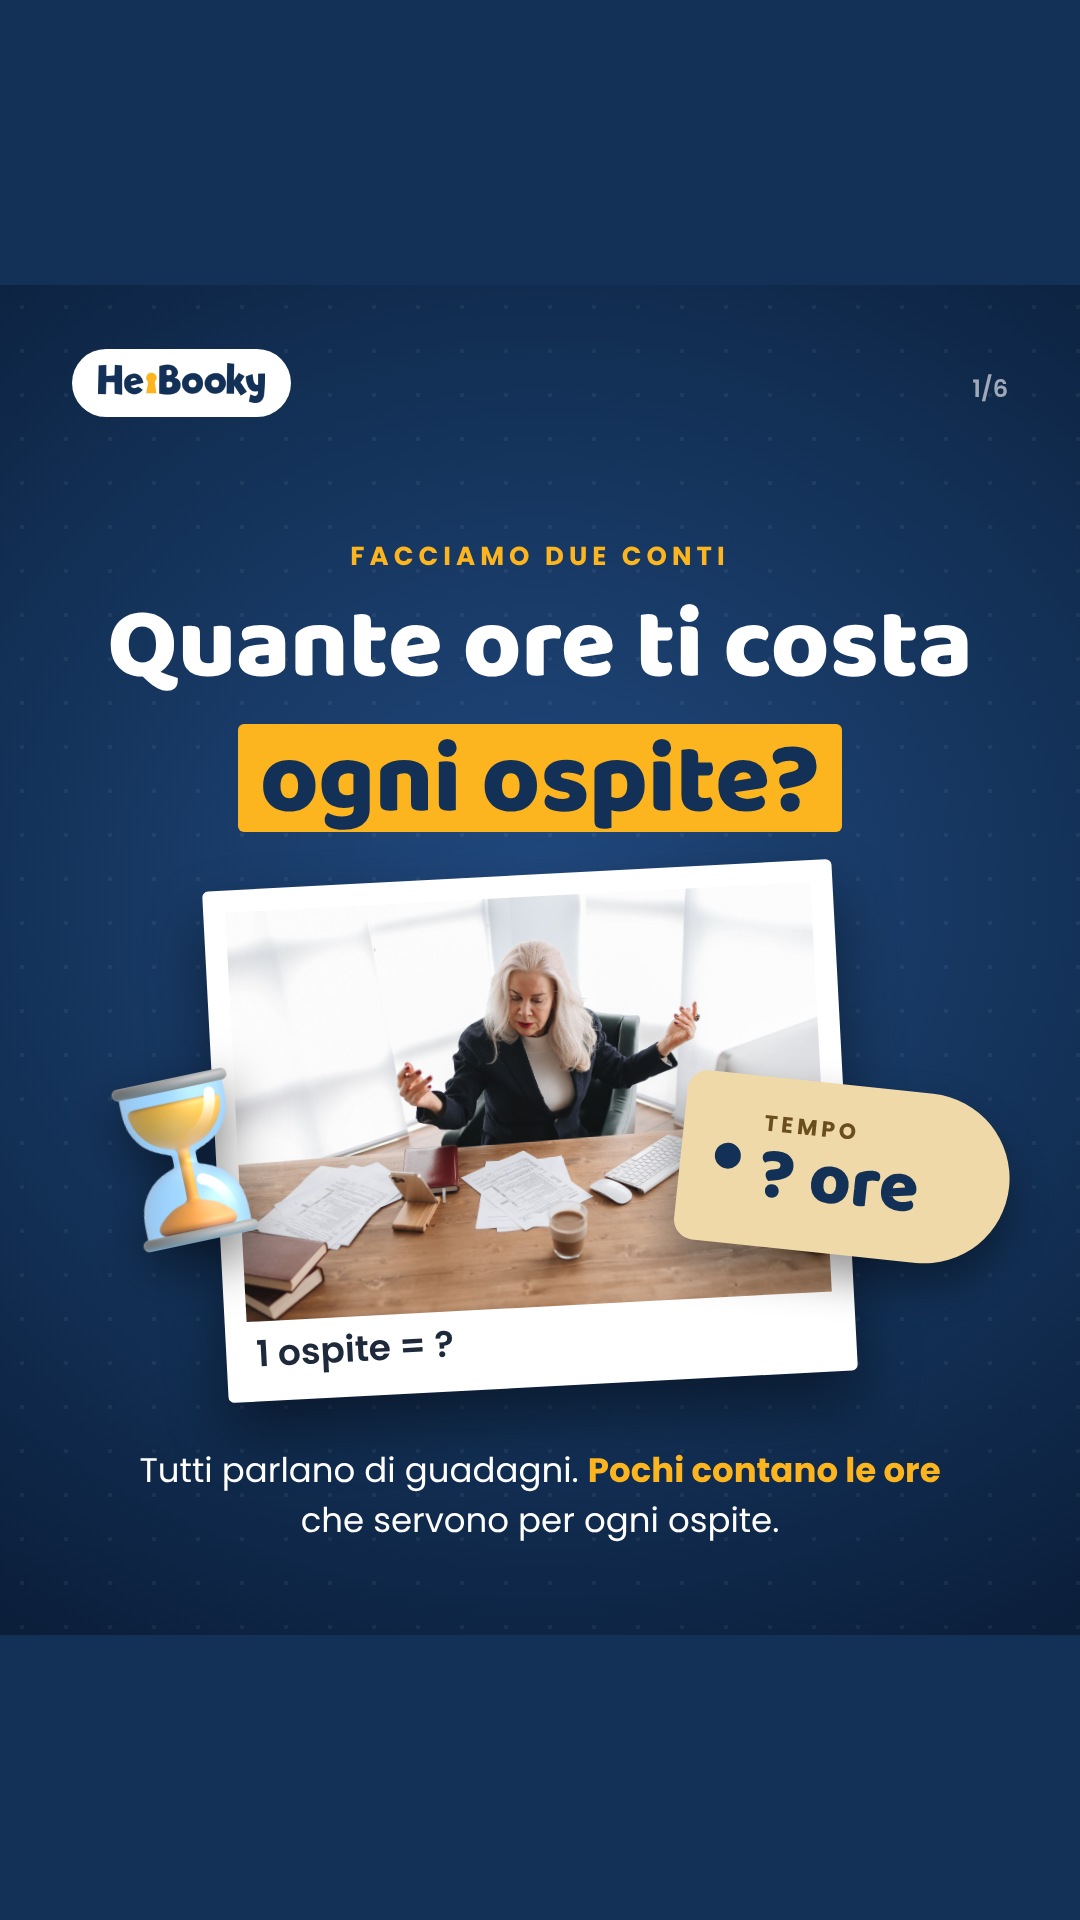 HeiBooky
1/6
FACCIAMO DUE CONTI
Quante ore ti costa
ogni ospite?
TEMPO
? ore
1 ospite = ?
Tutti parlano di guadagni. Pochi contano le ore
che servono per ogni ospite.